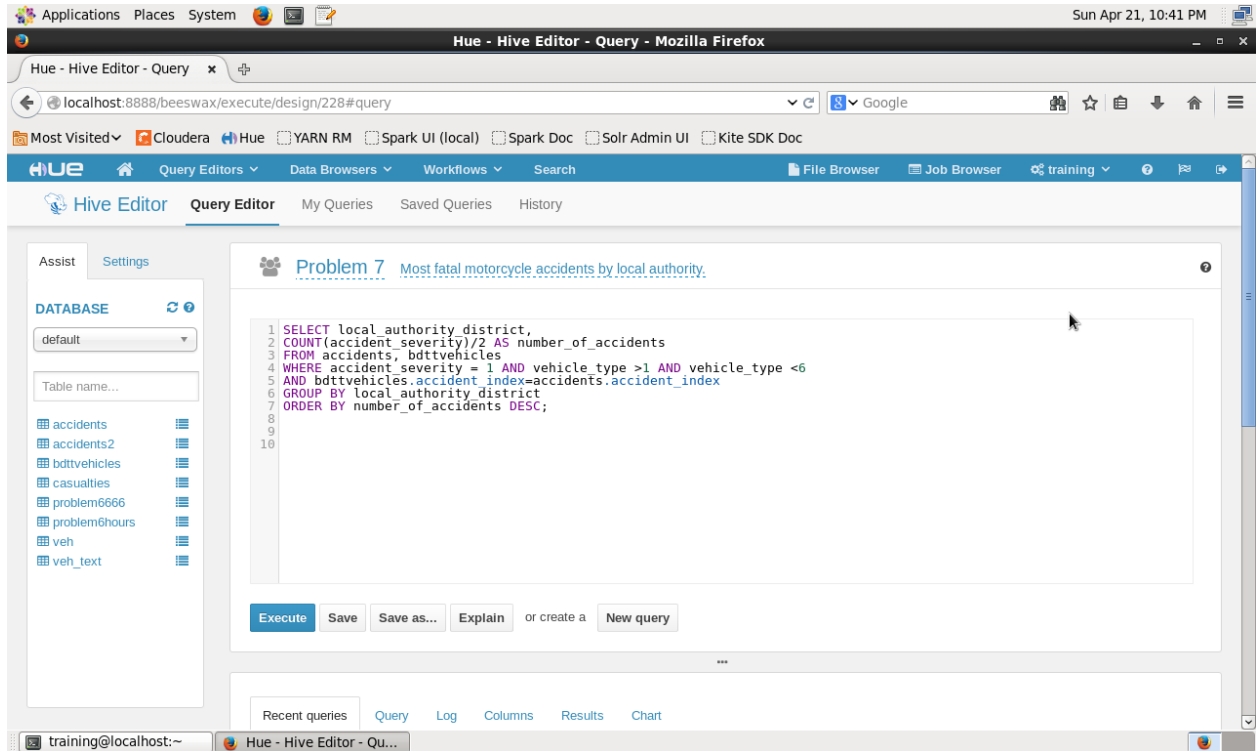 Applications Places System
Sun Apr 21, 10:41 PM
Hue - Hive Editor - Query - Mozilla Firefox
Hue - Hive Editor - Query
localhost:8888/beeswax/execute/design/228#query
Google
Most Visited Cloudera Hue YARN RM Spark UI (local) Spark Doc Solr Admin UI Kite SDK Doc
HUE Query Editors Data Browsers Workflows Search File Browser Job Browser training
Hive Editor Query Editor My Queries Saved Queries History
Assist Settings
DATABASE
default
Table name...
accidents
accidents2
bdttvehicles
casualties
problem6666
problem6hours
veh
veh_text
Problem 7 Most fatal motorcycle accidents by local authority.
1 SELECT local_authority_district,
2 COUNT(accident_severity)/2 AS number_of_accidents
3 FROM accidents, bdttvehicles
4 WHERE accident_severity = 1 AND vehicle_type >1 AND vehicle_type <6
5 AND bdttvehicles.accident_index=accidents.accident_index
6 GROUP BY local_authority_district
7 ORDER BY number_of_accidents DESC;
8
9
10
Execute Save Save as... Explain or create a New query
Recent queries Query Log Columns Results Chart
training@localhost:~ Hue - Hive Editor - Qu...